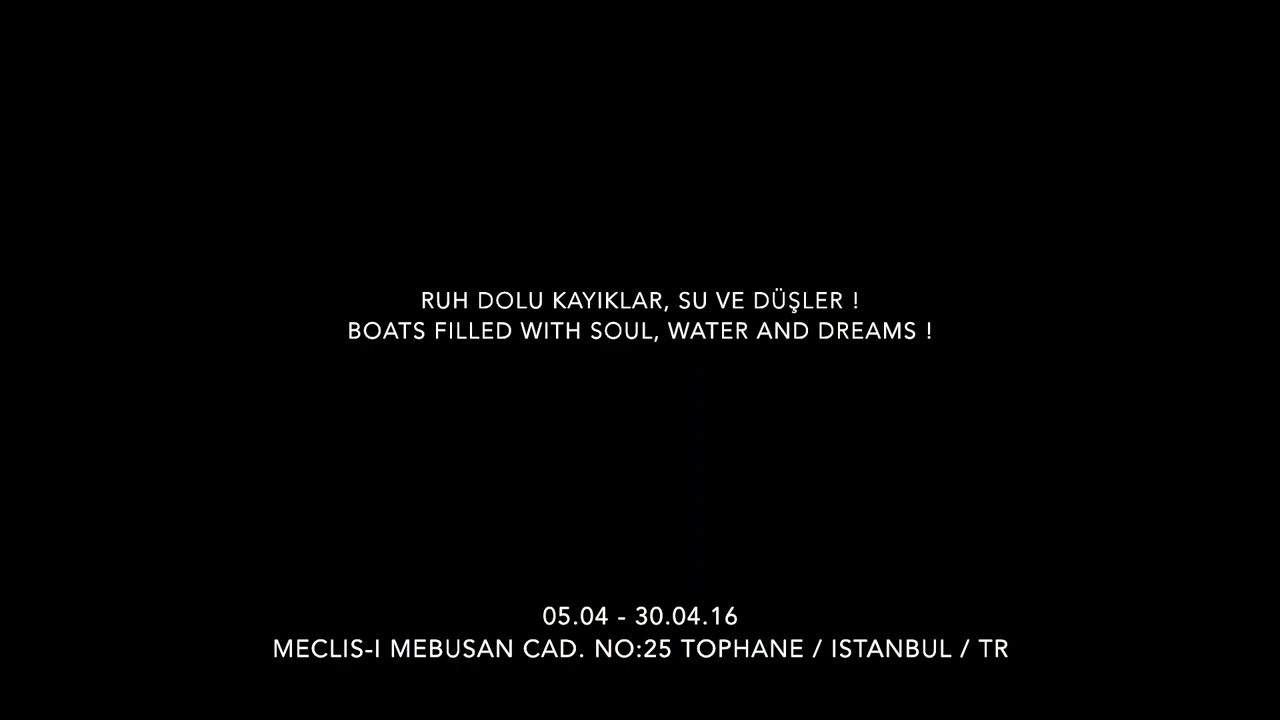 RUH DOLU KAYIKLAR, SU VE DÜŞLER !
BOATS FILLED WITH SOUL, WATER AND DREAMS !
05.04 - 30.04.16
MECLIS-I MEBUSAN CAD. NO:25 TOPHANE / ISTANBUL / TR